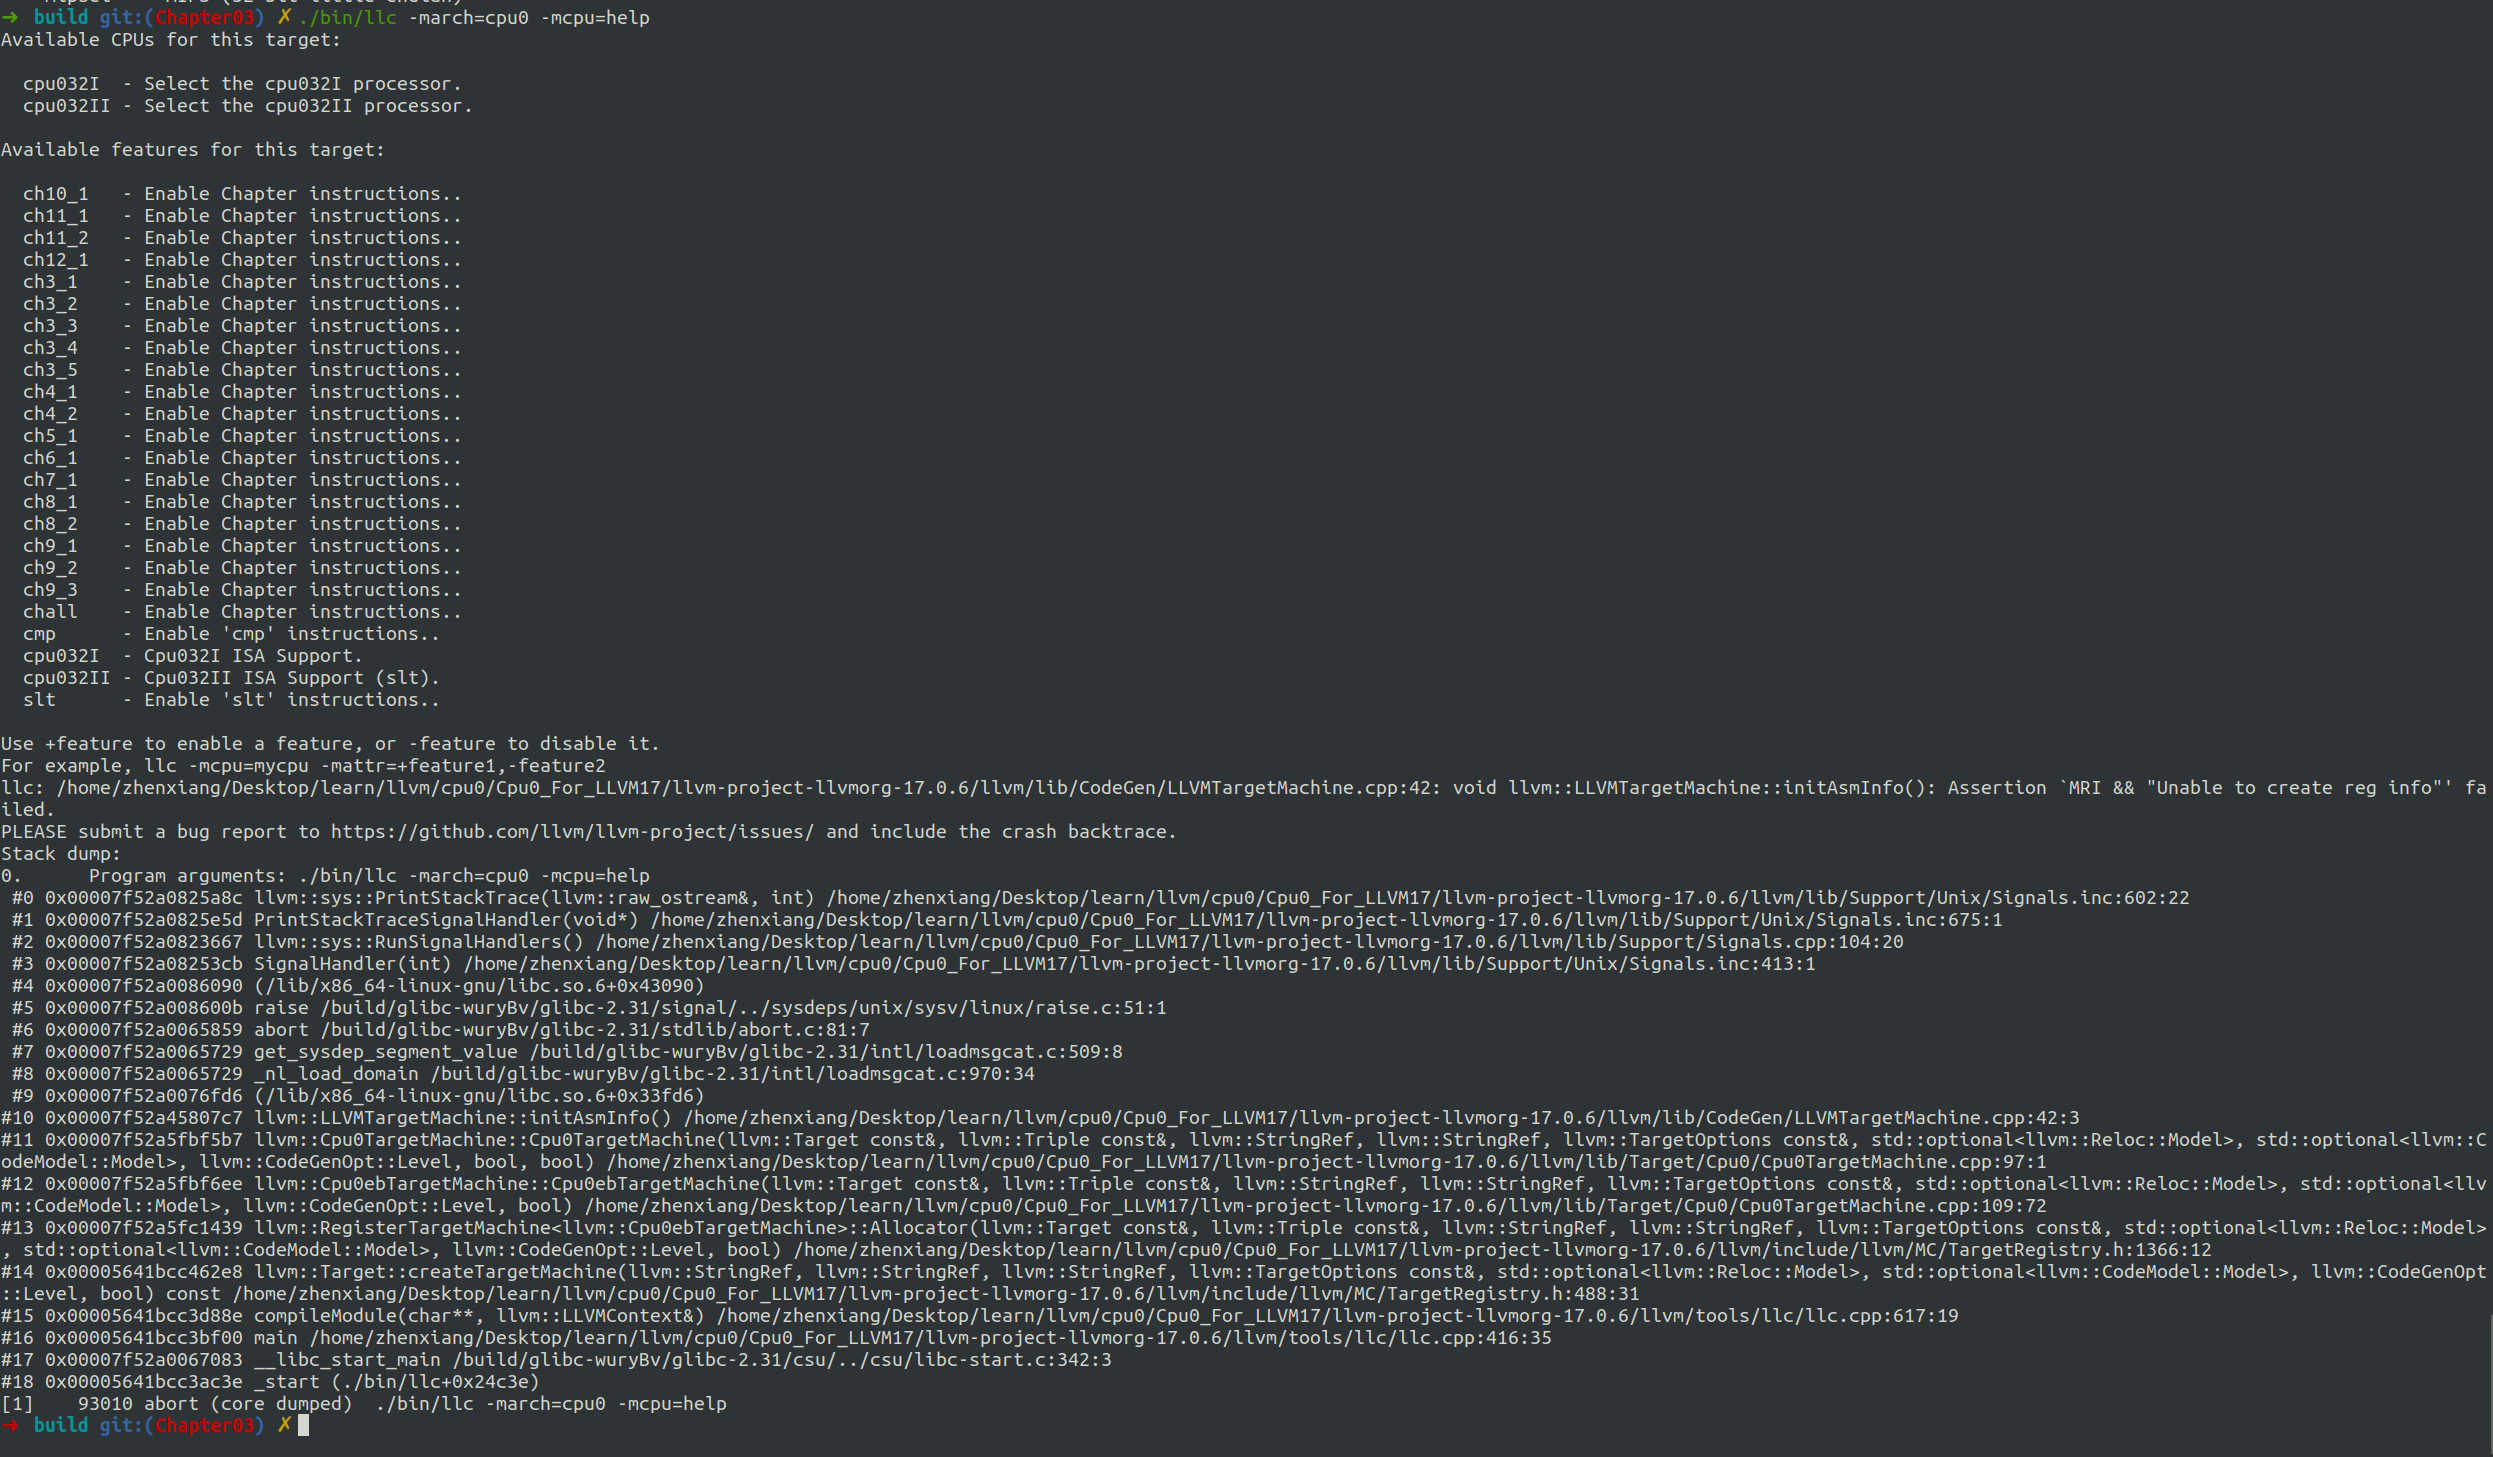 ➜  build git:(Chapter03) ✗ ./bin/llc -march=cpu0 -mcpu=help
Available CPUs for this target:

  cpu032I  - Select the cpu032I processor.
  cpu032II - Select the cpu032II processor.

Available features for this target:

  ch10_1   - Enable Chapter instructions..
  ch11_1   - Enable Chapter instructions..
  ch11_2   - Enable Chapter instructions..
  ch12_1   - Enable Chapter instructions..
  ch3_1    - Enable Chapter instructions..
  ch3_2    - Enable Chapter instructions..
  ch3_3    - Enable Chapter instructions..
  ch3_4    - Enable Chapter instructions..
  ch3_5    - Enable Chapter instructions..
  ch4_1    - Enable Chapter instructions..
  ch4_2    - Enable Chapter instructions..
  ch5_1    - Enable Chapter instructions..
  ch6_1    - Enable Chapter instructions..
  ch7_1    - Enable Chapter instructions..
  ch8_1    - Enable Chapter instructions..
  ch8_2    - Enable Chapter instructions..
  ch9_1    - Enable Chapter instructions..
  ch9_2    - Enable Chapter instructions..
  ch9_3    - Enable Chapter instructions..
  chall    - Enable Chapter instructions..
  cmp      - Enable 'cmp' instructions..
  cpu032I  - Cpu032I ISA Support.
  cpu032II - Cpu032II ISA Support (slt).
  slt      - Enable 'slt' instructions..

Use +feature to enable a feature, or -feature to disable it.
For example, llc -mcpu=mycpu -mattr=+feature1,-feature2
llc: /home/zhenxiang/Desktop/learn/llvm/cpu0/Cpu0_For_LLVM17/llvm-project-llvmorg-17.0.6/llvm/lib/CodeGen/LLVMTargetMachine.cpp:42: void llvm::LLVMTargetMachine::initAsmInfo(): Assertion `MRI && "Unable to create reg info"' fa
iled.
PLEASE submit a bug report to https://github.com/llvm/llvm-project/issues/ and include the crash backtrace.
Stack dump:
0.      Program arguments: ./bin/llc -march=cpu0 -mcpu=help
 #0 0x00007f52a0825a8c llvm::sys::PrintStackTrace(llvm::raw_ostream&, int) /home/zhenxiang/Desktop/learn/llvm/cpu0/Cpu0_For_LLVM17/llvm-project-llvmorg-17.0.6/llvm/lib/Support/Unix/Signals.inc:602:22
 #1 0x00007f52a0825e5d PrintStackTraceSignalHandler(void*) /home/zhenxiang/Desktop/learn/llvm/cpu0/Cpu0_For_LLVM17/llvm-project-llvmorg-17.0.6/llvm/lib/Support/Unix/Signals.inc:675:1
 #2 0x00007f52a0823667 llvm::sys::RunSignalHandlers() /home/zhenxiang/Desktop/learn/llvm/cpu0/Cpu0_For_LLVM17/llvm-project-llvmorg-17.0.6/llvm/lib/Support/Signals.cpp:104:20
 #3 0x00007f52a08253cb SignalHandler(int) /home/zhenxiang/Desktop/learn/llvm/cpu0/Cpu0_For_LLVM17/llvm-project-llvmorg-17.0.6/llvm/lib/Support/Unix/Signals.inc:413:1
 #4 0x00007f52a0086090 (/lib/x86_64-linux-gnu/libc.so.6+0x43090)
 #5 0x00007f52a008600b raise /build/glibc-wuryBv/glibc-2.31/signal/../sysdeps/unix/sysv/linux/raise.c:51:1
 #6 0x00007f52a0065859 abort /build/glibc-wuryBv/glibc-2.31/stdlib/abort.c:81:7
 #7 0x00007f52a0065729 get_sysdep_segment_value /build/glibc-wuryBv/glibc-2.31/intl/loadmsgcat.c:509:8
 #8 0x00007f52a0065729 _nl_load_domain /build/glibc-wuryBv/glibc-2.31/intl/loadmsgcat.c:970:34
 #9 0x00007f52a0076fd6 (/lib/x86_64-linux-gnu/libc.so.6+0x33fd6)
#10 0x00007f52a45807c7 llvm::LLVMTargetMachine::initAsmInfo() /home/zhenxiang/Desktop/learn/llvm/cpu0/Cpu0_For_LLVM17/llvm-project-llvmorg-17.0.6/llvm/lib/CodeGen/LLVMTargetMachine.cpp:42:3
#11 0x00007f52a5fbf5b7 llvm::Cpu0TargetMachine::Cpu0TargetMachine(llvm::Target const&, llvm::Triple const&, llvm::StringRef, llvm::StringRef, llvm::TargetOptions const&, std::optional<llvm::Reloc::Model>, std::optional<llvm::C
odeModel::Model>, llvm::CodeGenOpt::Level, bool, bool) /home/zhenxiang/Desktop/learn/llvm/cpu0/Cpu0_For_LLVM17/llvm-project-llvmorg-17.0.6/llvm/lib/Target/Cpu0/Cpu0TargetMachine.cpp:97:1
#12 0x00007f52a5fbf6ee llvm::Cpu0ebTargetMachine::Cpu0ebTargetMachine(llvm::Target const&, llvm::Triple const&, llvm::StringRef, llvm::StringRef, llvm::TargetOptions const&, std::optional<llvm::Reloc::Model>, std::optional<llv
m::CodeModel::Model>, llvm::CodeGenOpt::Level, bool) /home/zhenxiang/Desktop/learn/llvm/cpu0/Cpu0_For_LLVM17/llvm-project-llvmorg-17.0.6/llvm/lib/Target/Cpu0/Cpu0TargetMachine.cpp:109:72
#13 0x00007f52a5fc1439 llvm::RegisterTargetMachine<llvm::Cpu0ebTargetMachine>::Allocator(llvm::Target const&, llvm::Triple const&, llvm::StringRef, llvm::StringRef, llvm::TargetOptions const&, std::optional<llvm::Reloc::Model>
, std::optional<llvm::CodeModel::Model>, llvm::CodeGenOpt::Level, bool) /home/zhenxiang/Desktop/learn/llvm/cpu0/Cpu0_For_LLVM17/llvm-project-llvmorg-17.0.6/llvm/include/llvm/MC/TargetRegistry.h:1366:12
#14 0x00005641bcc462e8 llvm::Target::createTargetMachine(llvm::StringRef, llvm::StringRef, llvm::StringRef, llvm::TargetOptions const&, std::optional<llvm::Reloc::Model>, std::optional<llvm::CodeModel::Model>, llvm::CodeGenOpt
::Level, bool) const /home/zhenxiang/Desktop/learn/llvm/cpu0/Cpu0_For_LLVM17/llvm-project-llvmorg-17.0.6/llvm/include/llvm/MC/TargetRegistry.h:488:31
#15 0x00005641bcc3d88e compileModule(char**, llvm::LLVMContext&) /home/zhenxiang/Desktop/learn/llvm/cpu0/Cpu0_For_LLVM17/llvm-project-llvmorg-17.0.6/llvm/tools/llc/llc.cpp:617:19
#16 0x00005641bcc3bf00 main /home/zhenxiang/Desktop/learn/llvm/cpu0/Cpu0_For_LLVM17/llvm-project-llvmorg-17.0.6/llvm/tools/llc/llc.cpp:416:35
#17 0x00007f52a0067083 __libc_start_main /build/glibc-wuryBv/glibc-2.31/csu/../csu/libc-start.c:342:3
#18 0x00005641bcc3ac3e _start (./bin/llc+0x24c3e)
[1]    93010 abort (core dumped)  ./bin/llc -march=cpu0 -mcpu=help
➜  build git:(Chapter03) ✗